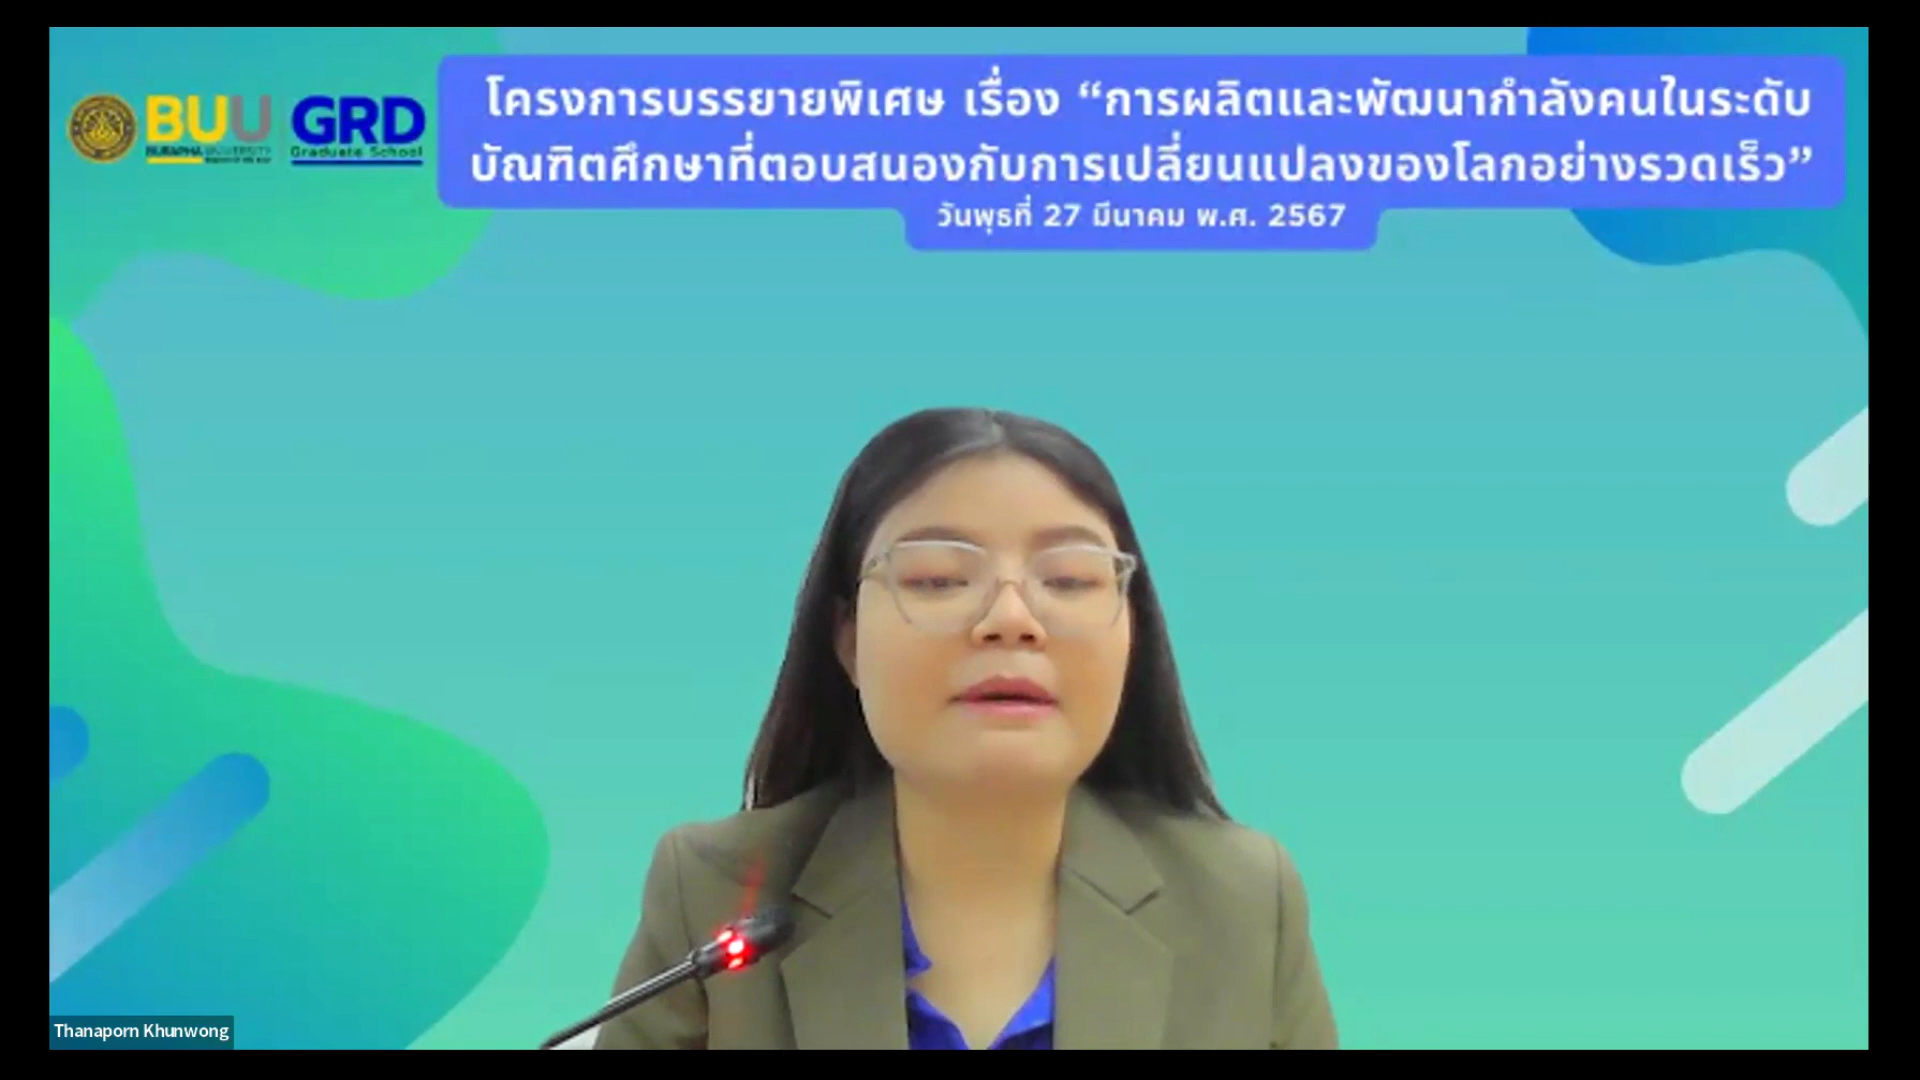 BUU
BURAPHA UNIVERSITY
GRD
Graduate School
โครงการบรรยายพิเศษ เรื่อง “การผลิตและพัฒนากำลังคนในระดับ
บัณฑิตศึกษาที่ตอบสนองกับการเปลี่ยนแปลงของโลกอย่างรวดเร็ว”
วันพุธที่ 27 มีนาคม พ.ศ. 2567
Thanaporn Khunwong